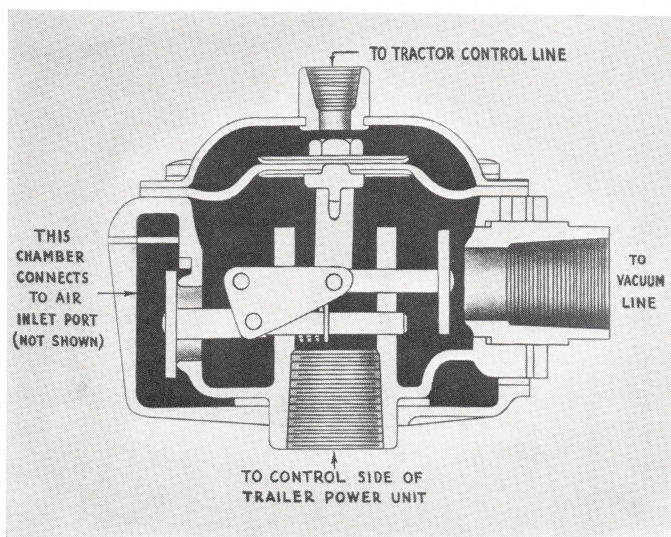 TO TRACTOR CONTROL LINE
THIS
CHAMBER
CONNECTS
TO AIR
INLET PORT
(NOT SHOWN)
TO
VACUUM
LINE
TO CONTROL SIDE OF
TRAILER POWER UNIT